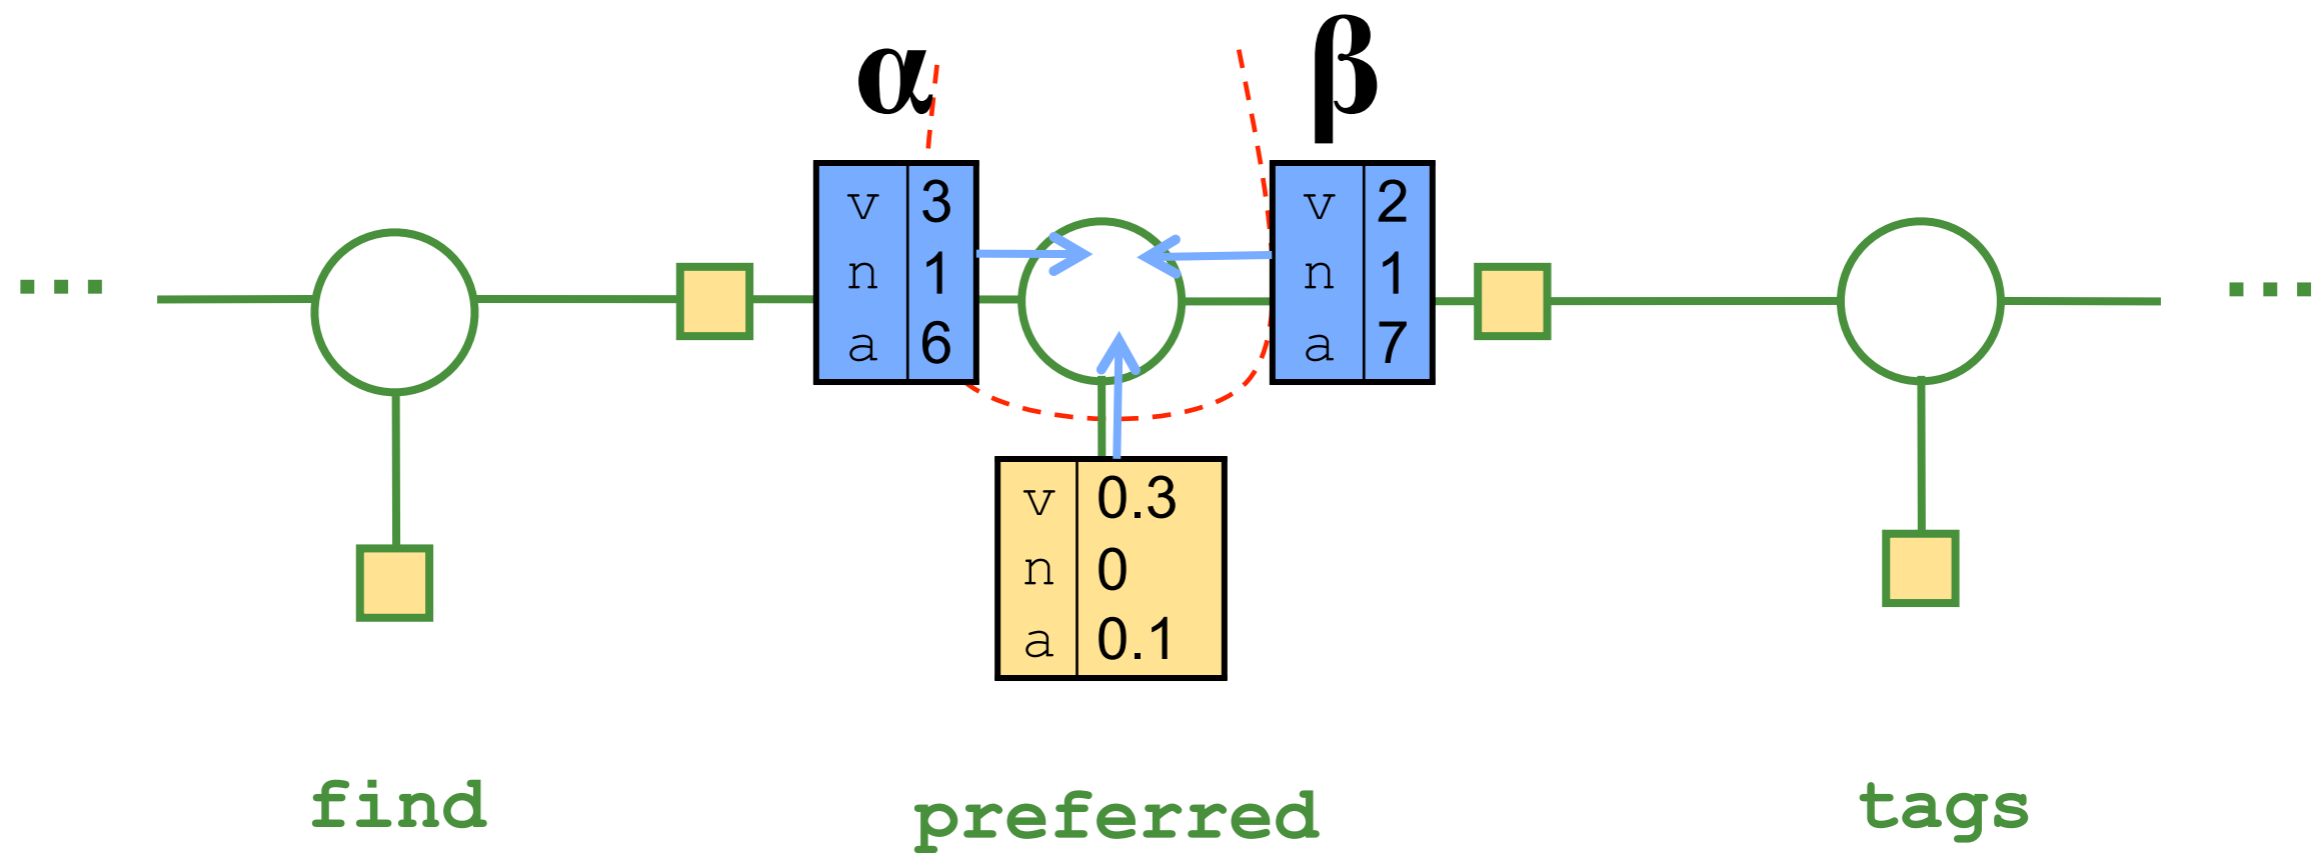 α β
v 3
n 1
a 6
v 2
n 1
a 7
... ...
v 0.3
n 0
a 0.1
find preferred tags